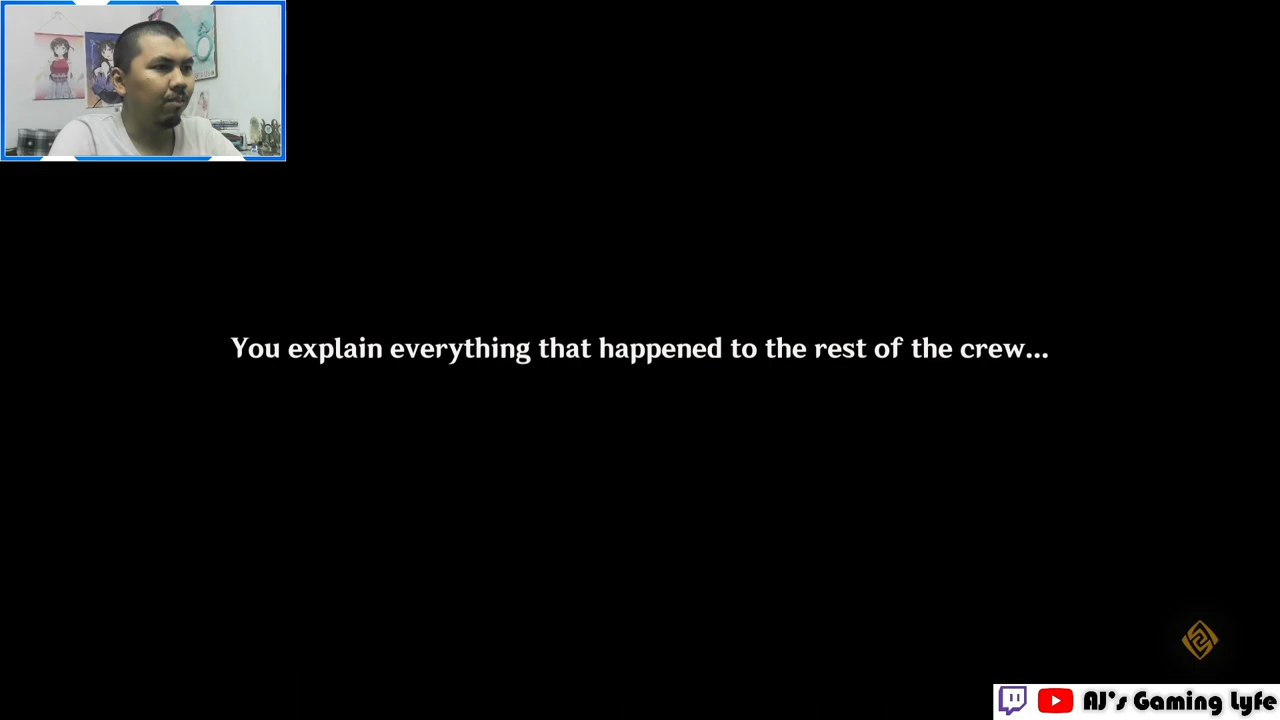 You explain everything that happened to the rest of the crew...
AJ's Gaming Lyfe